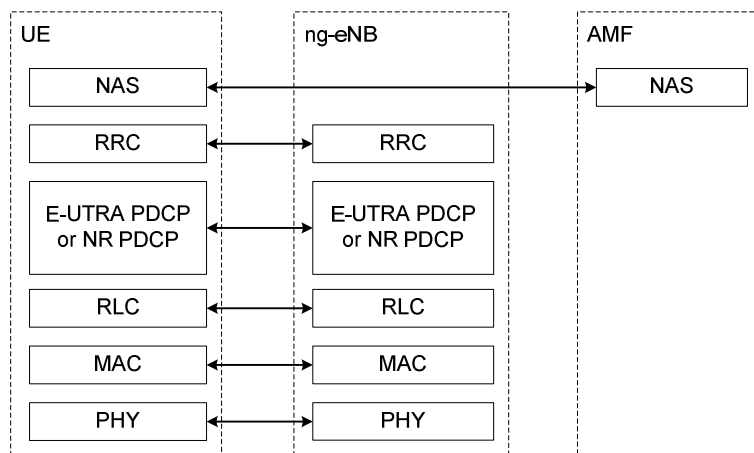 UE
ng-eNB
AMF
NAS
NAS
RRC
RRC
E-UTRA PDCP
or NR PDCP
E-UTRA PDCP
or NR PDCP
RLC
RLC
MAC
MAC
PHY
PHY